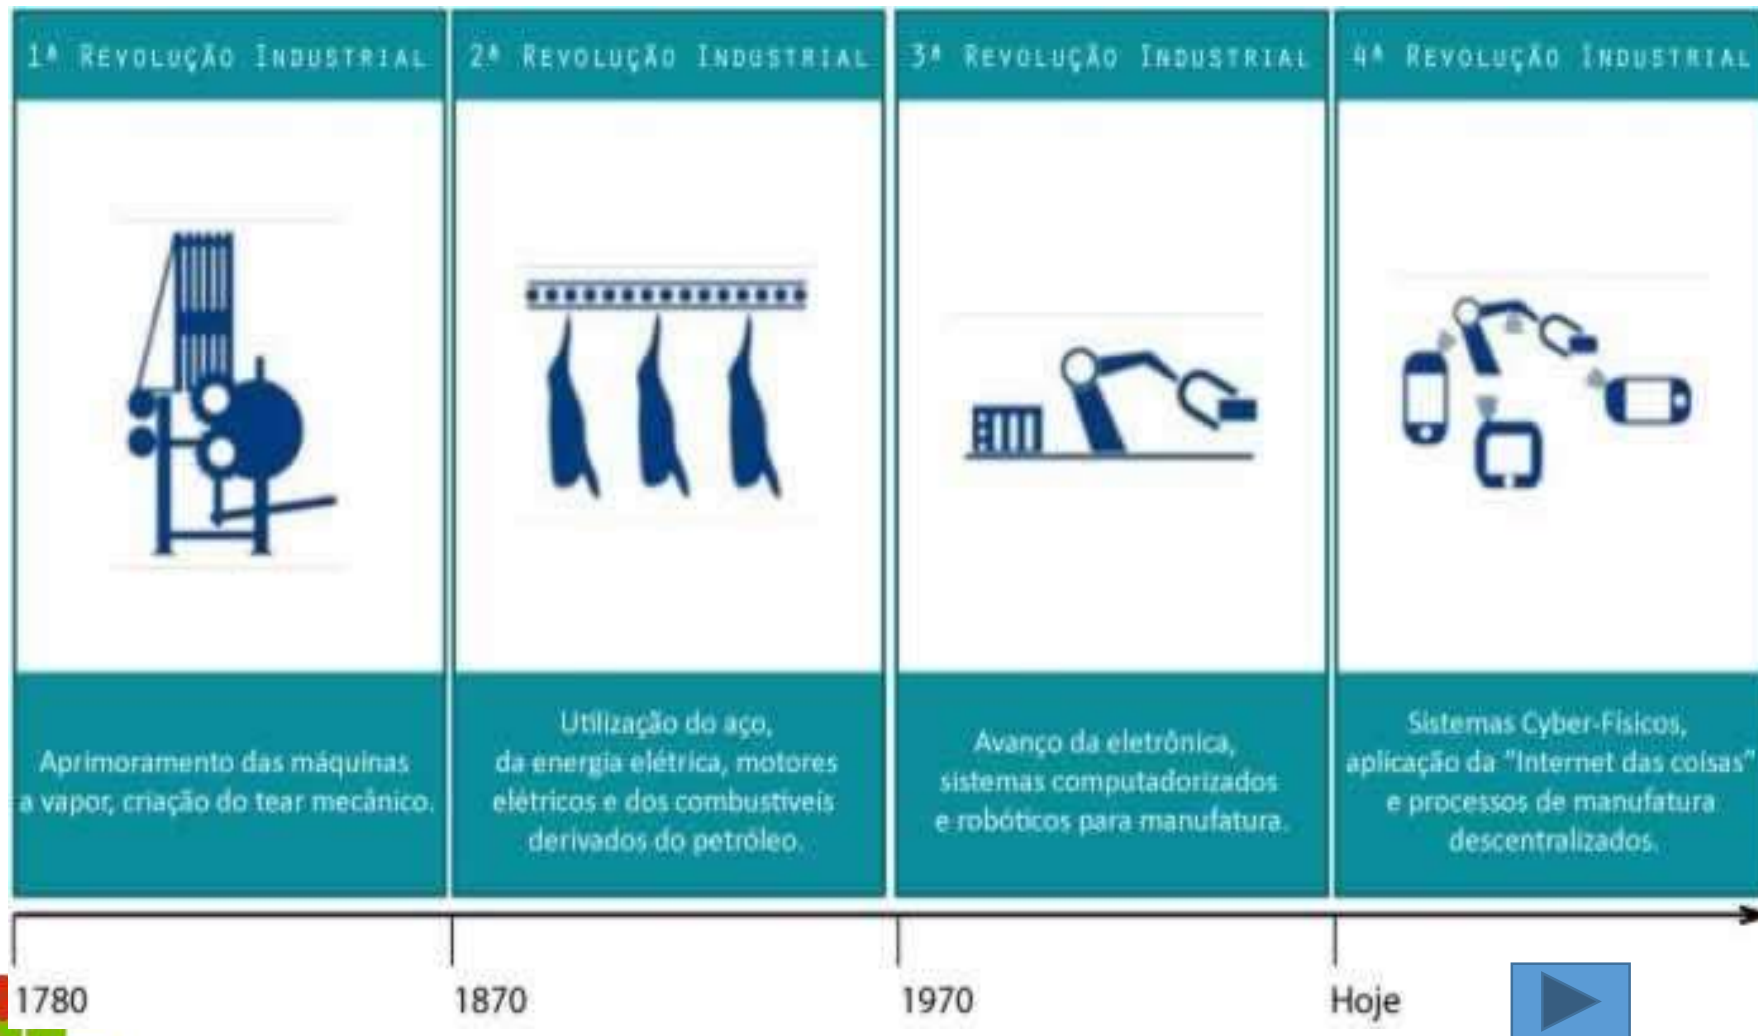 1ª REVOLUÇÃO INDUSTRIAL
Aprimoramento das máquinas
a vapor, criação do tear mecânico.
2ª REVOLUÇÃO INDUSTRIAL
Utilização do aço,
da energia elétrica, motores
elétricos e dos combustíveis
derivados do petróleo.
3ª REVOLUÇÃO INDUSTRIAL
Avanço da eletrônica,
sistemas computadorizados
e robóticos para manufatura.
4ª REVOLUÇÃO INDUSTRIAL
Sistemas Cyber-Físicos,
aplicação da "Internet das coisas"
e processos de manufatura
descentralizados.
1780
1870
1970
Hoje